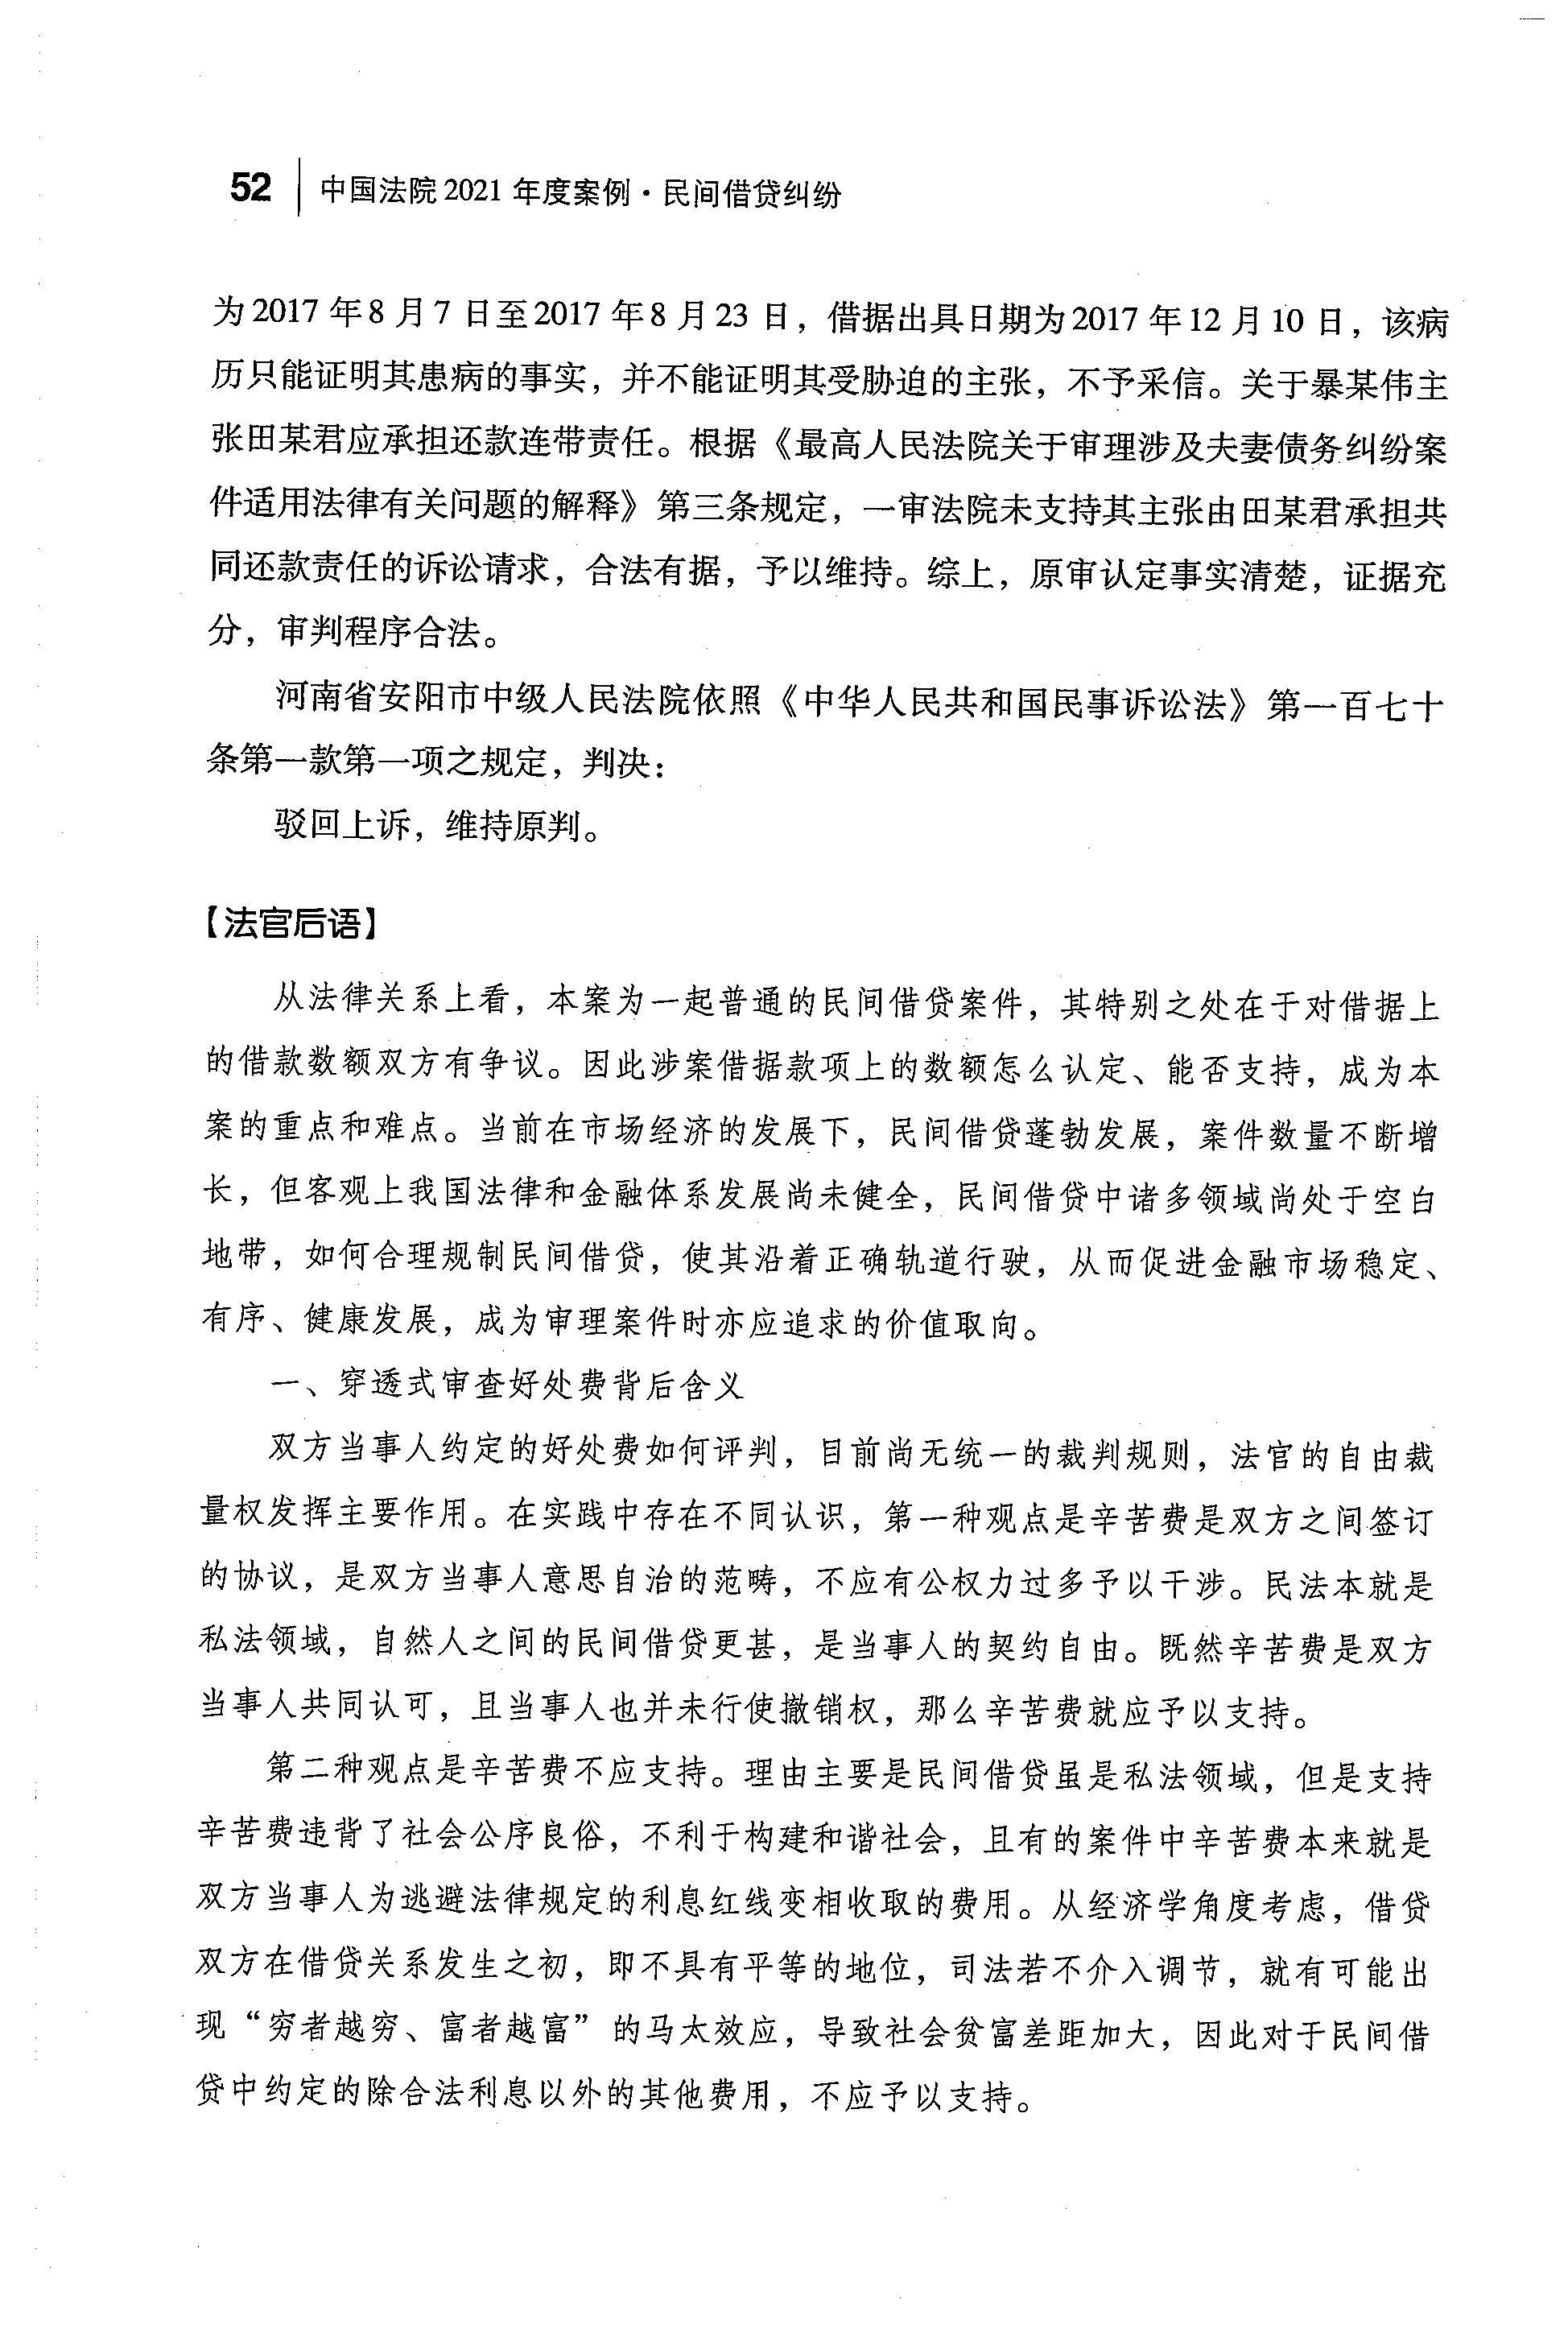 52 中国法院2021年度案例·民间借贷纠纷
为2017年8月7日至2017年8月23日，借据出具日期为2017年12月10日，该病
历只能证明其患病的事实，并不能证明其受胁迫的主张，不予采信。关于暴某伟主
张田某君应承担还款连带责任。根据《最高人民法院关于审理涉及夫妻债务纠纷案
件适用法律有关问题的解释》第三条规定，一审法院未支持其主张由田某君承担共
同还款责任的诉讼请求，合法有据，予以维持。综上，原审认定事实清楚，证据充
分，审判程序合法。
河南省安阳市中级人民法院依照《中华人民共和国民事诉讼法》第一百七十
条第一款第一项之规定，判决：
驳回上诉，维持原判。
【法官后语】
从法律关系上看，本案为一起普通的民间借贷案件，其特别之处在于对借据上
的借款数额双方有争议。因此涉案借据款项上的数额怎么认定、能否支持，成为本
案的重点和难点。当前在市场经济的发展下，民间借贷蓬勃发展，案件数量不断增
长，但客观上我国法律和金融体系发展尚未健全，民间借贷中诸多领域尚处于空白
地带，如何合理规制民间借贷，使其沿着正确轨道行驶，从而促进金融市场稳定、
有序、健康发展，成为审理案件时亦应追求的价值取向。
一、穿透式审查好处费背后含义
双方当事人约定的好处费如何评判，目前尚无统一的裁判规则，法官的自由裁
量权发挥主要作用。在实践中存在不同认识，第一种观点是辛苦费是双方之间签订
的协议，是双方当事人意思自治的范畴，不应有公权力过多予以干涉。民法本就是
私法领域，自然人之间的民间借贷更甚，是当事人的契约自由。既然辛苦费是双方
当事人共同认可，且当事人也并未行使撤销权，那么辛苦费就应予以支持。
第二种观点是辛苦费不应支持。理由主要是民间借贷虽是私法领域，但是支持
辛苦费违背了社会公序良俗，不利于构建和谐社会，且有的案件中辛苦费本来就是
双方当事人为逃避法律规定的利息红线变相收取的费用。从经济学角度考虑，借贷
双方在借贷关系发生之初，即不具有平等的地位，司法若不介入调节，就有可能出
现“穷者越穷、富者越富”的马太效应，导致社会贫富差距加大，因此对于民间借
贷中约定的除合法利息以外的其他费用，不应予以支持。